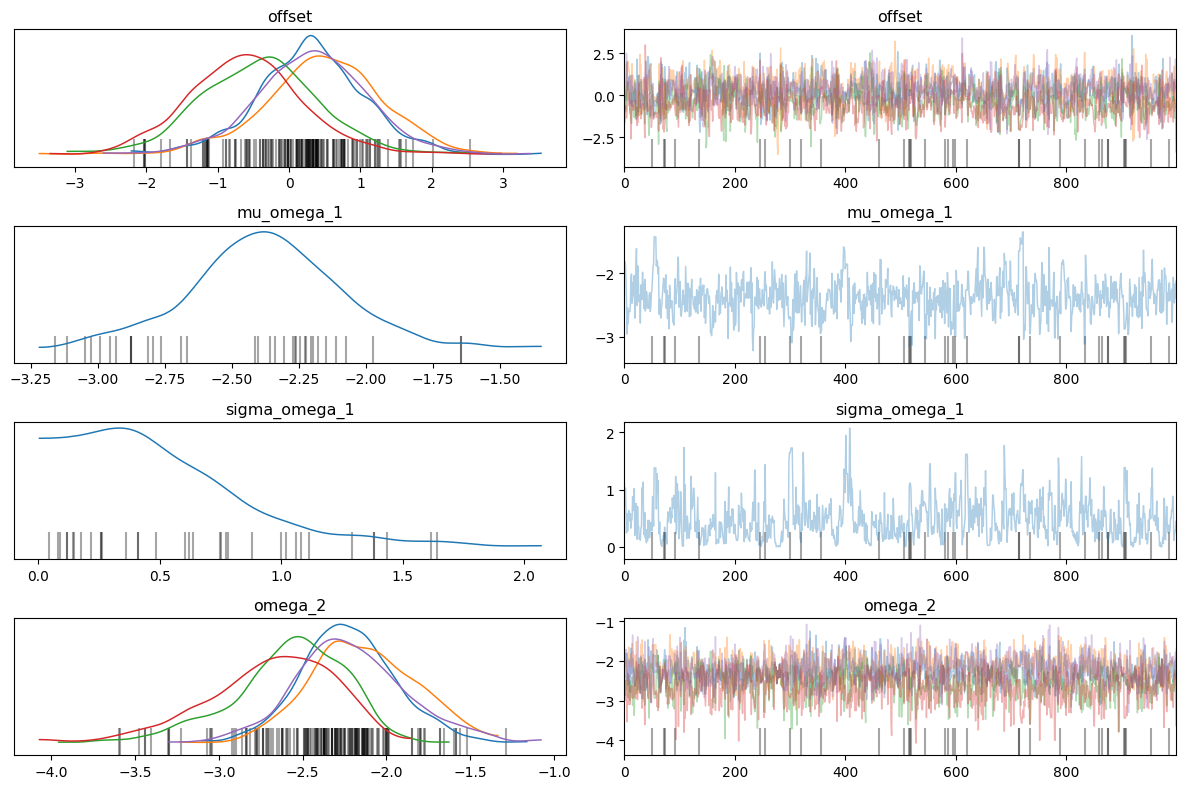 offset offset
2.5
0.0
−2.5
−3 −2 −1 0 1 2 3 0 200 400 600 800
mu_omega_1 mu_omega_1
−2
−3
−3.25 −3.00 −2.75 −2.50 −2.25 −2.00 −1.75 −1.50 0 200 400 600 800
sigma_omega_1 sigma_omega_1
2
1
0
0.0 0.5 1.0 1.5 2.0 0 200 400 600 800
omega_2 omega_2
−1
−2
−3
−4
−4.0 −3.5 −3.0 −2.5 −2.0 −1.5 −1.0 0 200 400 600 800